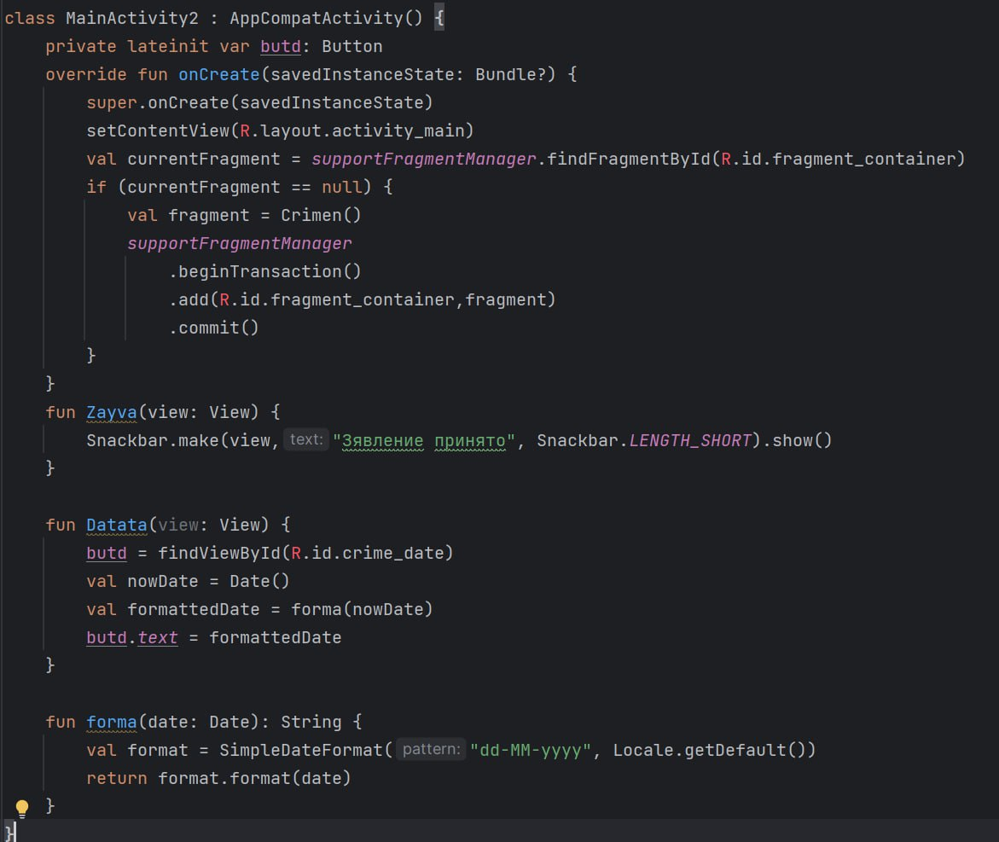 class MainActivity2 : AppCompatActivity() {
    private lateinit var butd: Button
    override fun onCreate(savedInstanceState: Bundle?) {
        super.onCreate(savedInstanceState)
        setContentView(R.layout.activity_main)
        val currentFragment = supportFragmentManager.findFragmentById(R.id.fragment_container)
        if (currentFragment == null) {
            val fragment = Crimen()
            supportFragmentManager
                .beginTransaction()
                .add(R.id.fragment_container,fragment)
                .commit()
        }
    }
    fun Zayva(view: View) {
        Snackbar.make(view, text: "Зявление принято", Snackbar.LENGTH_SHORT).show()
    }
    fun Datata(view: View) {
        butd = findViewById(R.id.crime_date)
        val nowDate = Date()
        val formattedDate = forma(nowDate)
        butd.text = formattedDate
    }
    fun forma(date: Date): String {
        val format = SimpleDateFormat( pattern: "dd-MM-yyyy", Locale.getDefault())
        return format.format(date)
    }
}